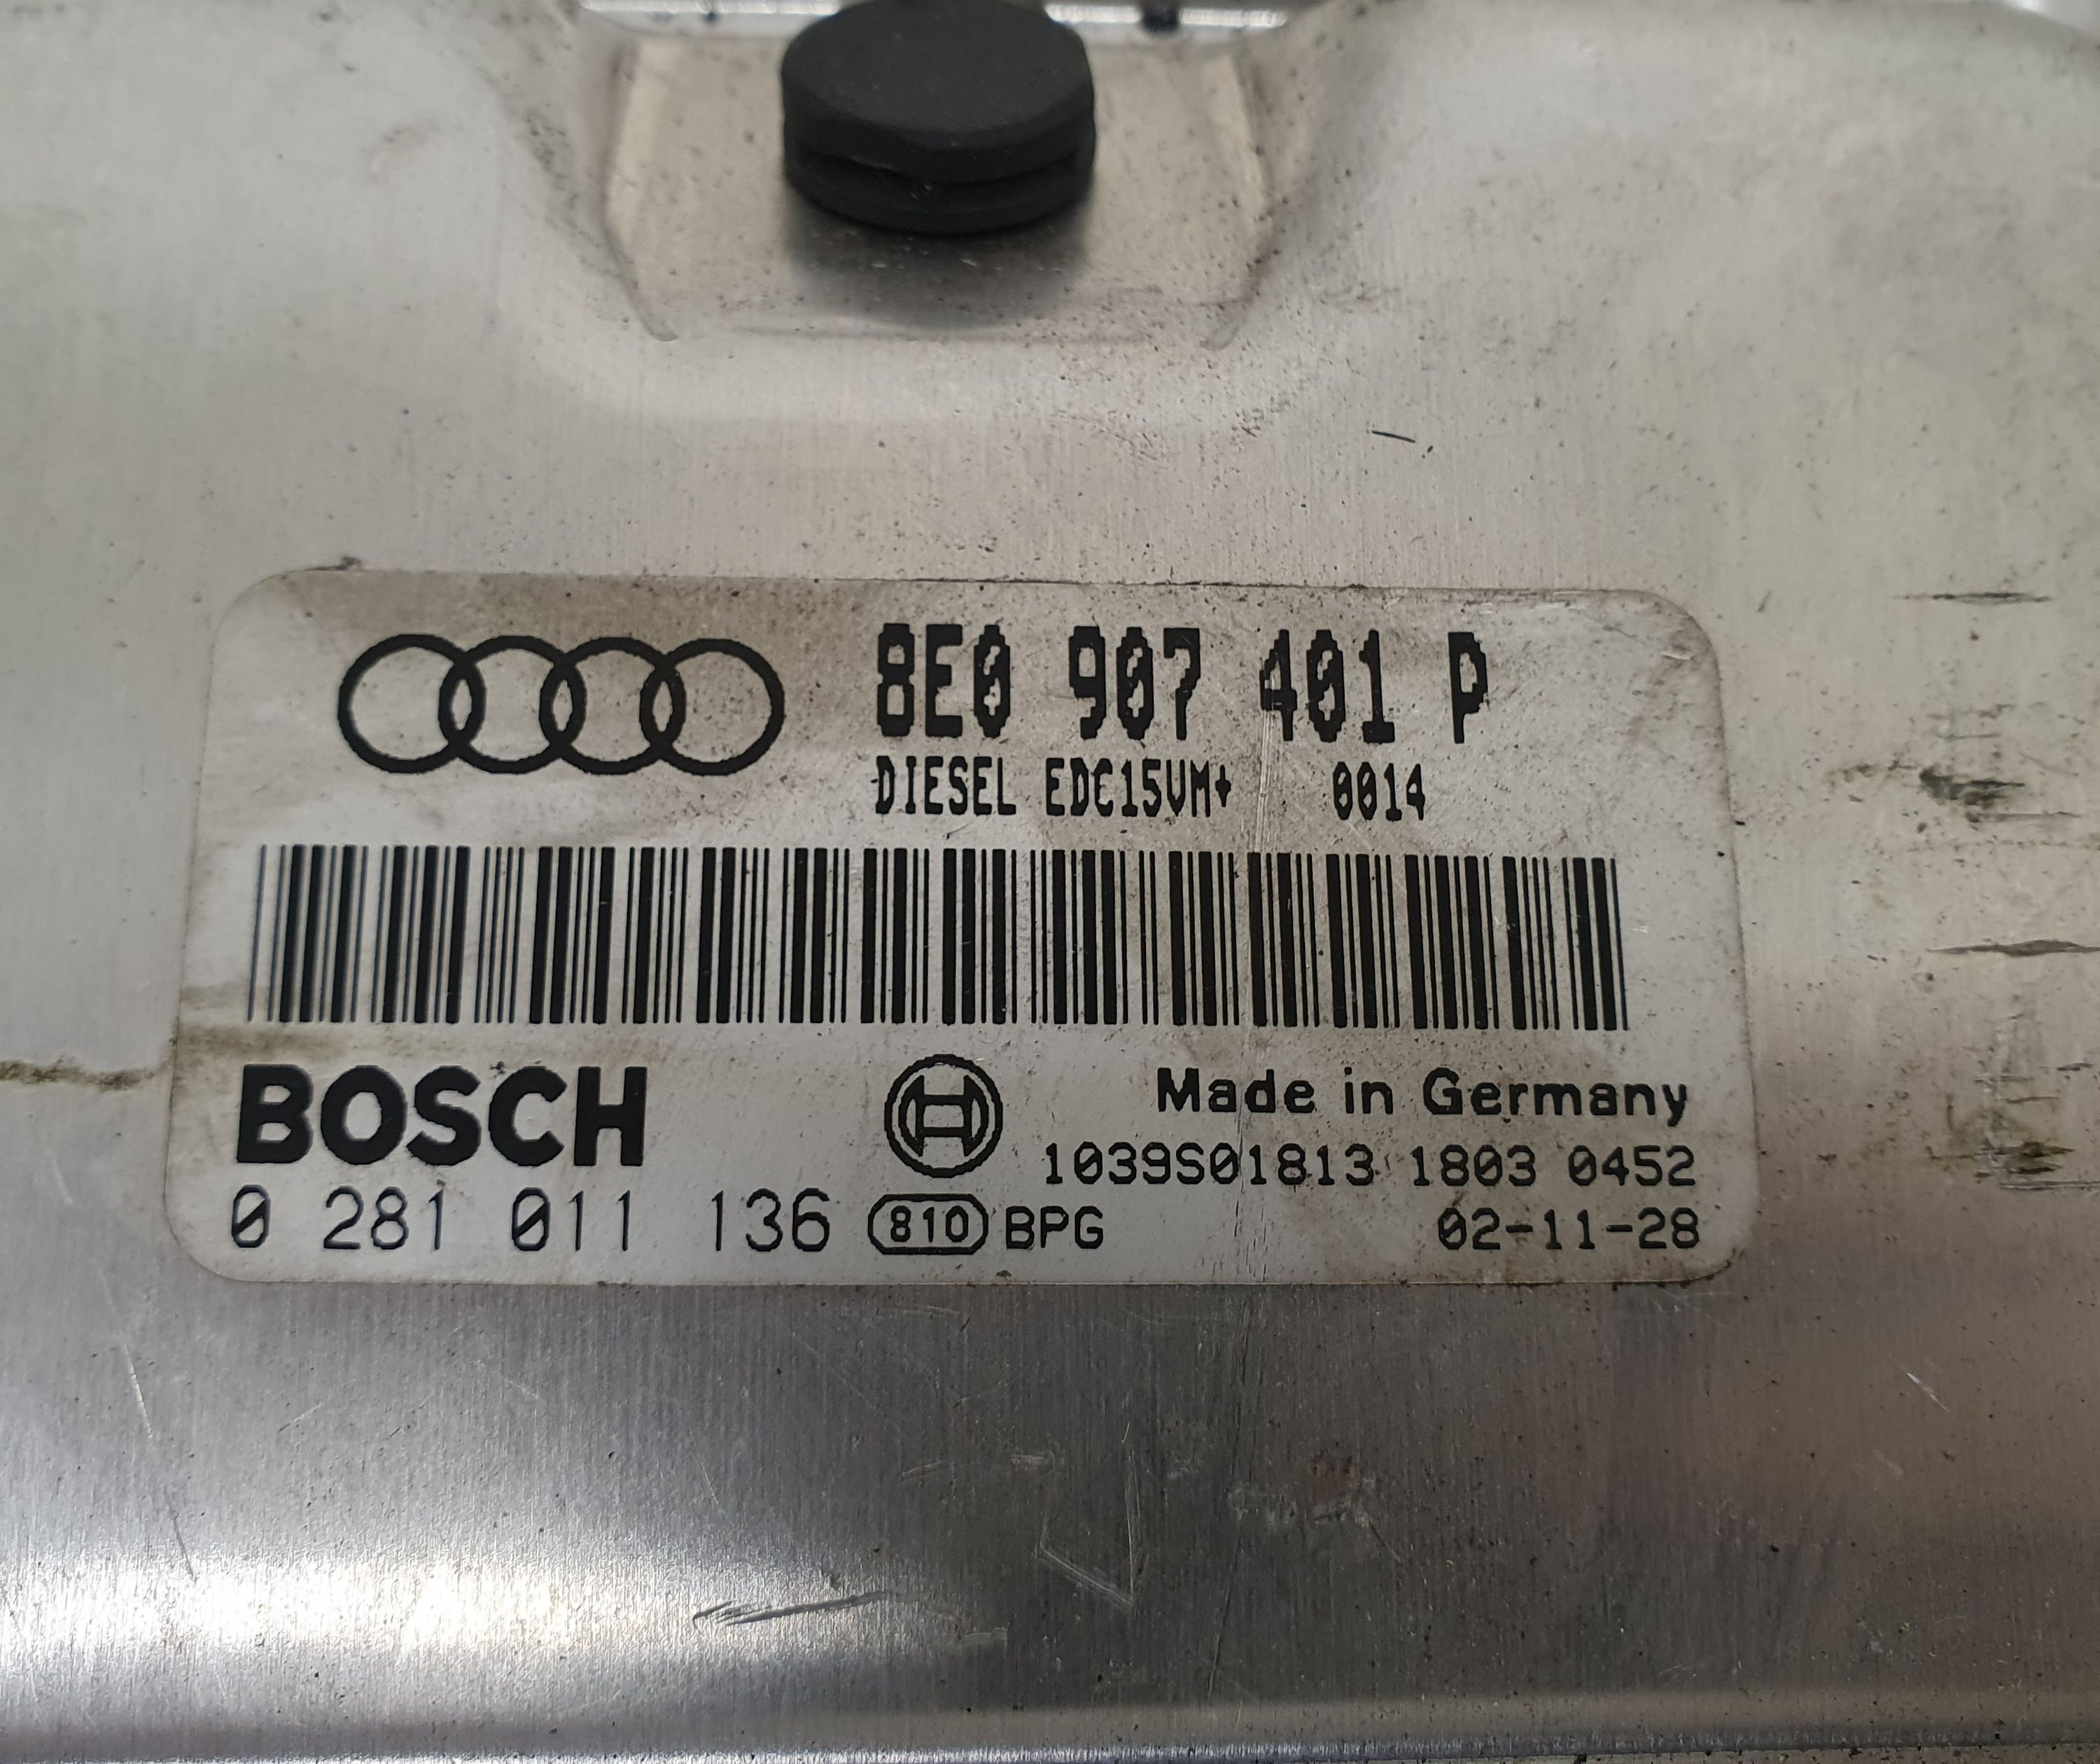 8E0 907 401 P
DIESEL EDC15VM+ 0014
BOSCH
Made in Germany
1039S01813 1803 0452
0 281 011 136 810 BPG 02-11-28